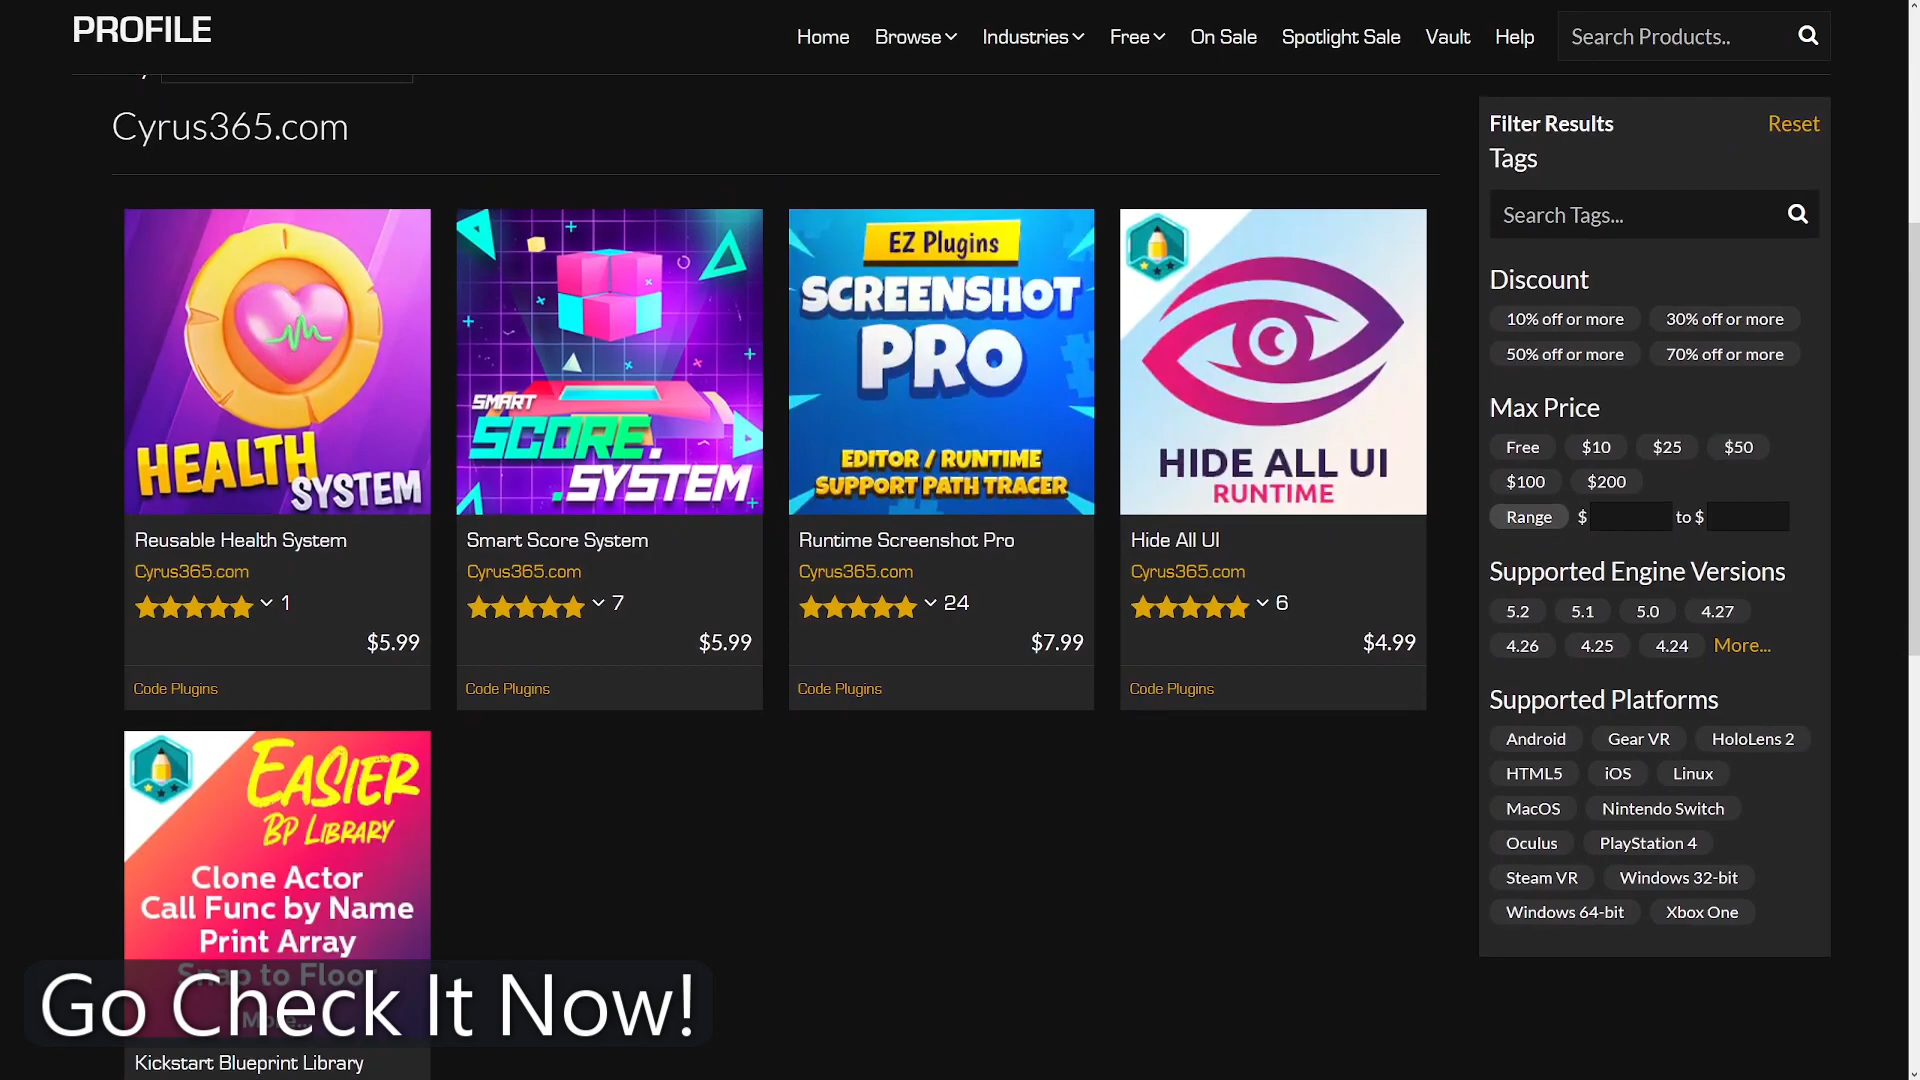 PROFILE
Home Browse Industries Free On Sale Spotlight Sale Vault Help Search Products..
Cyrus365.com
HEALTH
SYSTEM
Reusable Health System
Cyrus365.com
1
$5.99
Code Plugins
SMART
SCORE.
.SYSTEM
Smart Score System
Cyrus365.com
7
$5.99
Code Plugins
EZ Plugins
SCREENSHOT
PRO
EDITOR / RUNTIME
SUPPORT PATH TRACER
Runtime Screenshot Pro
Cyrus365.com
24
$7.99
Code Plugins
HIDE ALL UI
RUNTIME
Hide All UI
Cyrus365.com
6
$4.99
Code Plugins
EASIER
BP LIBRARY
Clone Actor
Call Func by Name
Print Array
Snap to Floor
More...
Go Check It Now!
Kickstart Blueprint Library
Filter Results Reset
Tags
Search Tags...
Discount
10% off or more 30% off or more
50% off or more 70% off or more
Max Price
Free $10 $25 $50
$100 $200
Range $ to $
Supported Engine Versions
5.2 5.1 5.0 4.27
4.26 4.25 4.24 More...
Supported Platforms
Android Gear VR HoloLens 2
HTML5 iOS Linux
MacOS Nintendo Switch
Oculus PlayStation 4
Steam VR Windows 32-bit
Windows 64-bit Xbox One